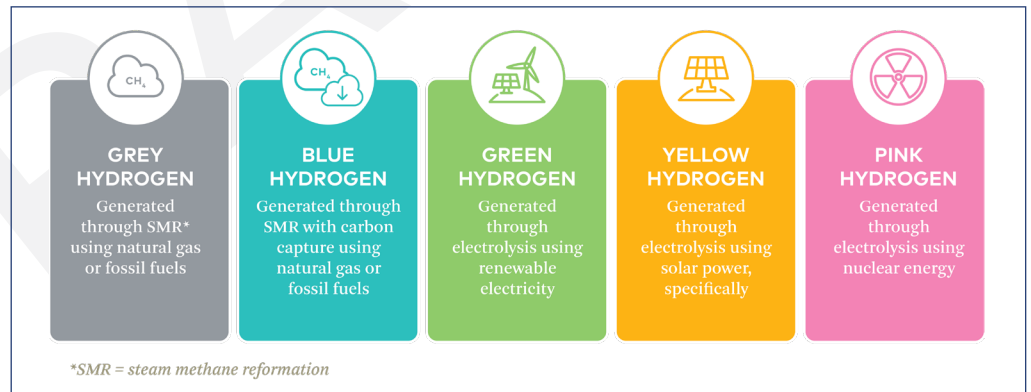 CH4
GREY
HYDROGEN
Generated
through SMR*
using natural gas
or fossil fuels
CH4
BLUE
HYDROGEN
Generated through
SMR with carbon
capture using
natural gas or
fossil fuels
GREEN
HYDROGEN
Generated
through
electrolysis using
renewable
electricity
YELLOW
HYDROGEN
Generated
through
electrolysis using
solar power,
specifically
PINK
HYDROGEN
Generated
through
electrolysis using
nuclear energy
*SMR = steam methane reformation